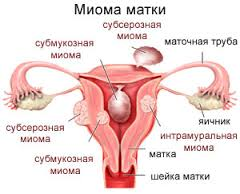 Миома матки
субсерозная
миома
субмукозная
миома
маточная труба
яичник
субсерозная
миома
интрамуральная
миома
субмукозная
миома
матка
шейка матки